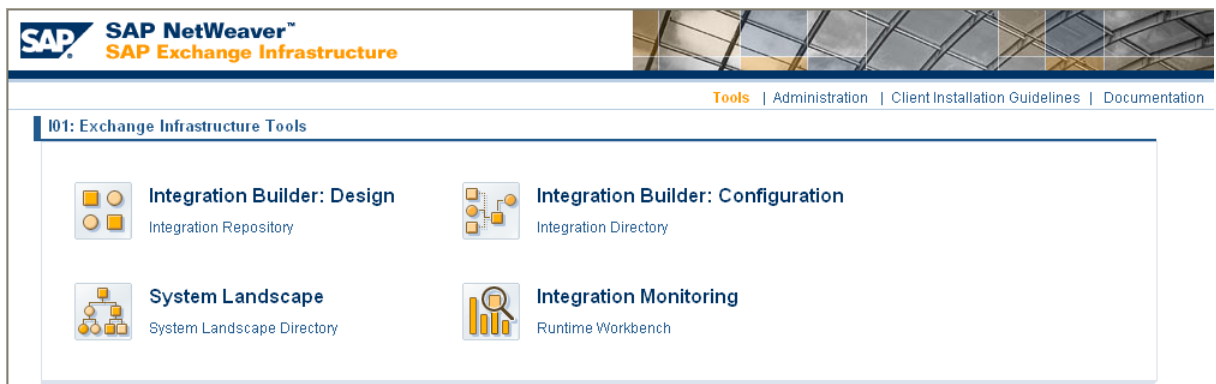 SAP
SAP NetWeaver™
SAP Exchange Infrastructure
Tools | Administration | Client Installation Guidelines | Documentation
I01: Exchange Infrastructure Tools
Integration Builder: Design
Integration Repository
Integration Builder: Configuration
Integration Directory
System Landscape
System Landscape Directory
Integration Monitoring
Runtime Workbench